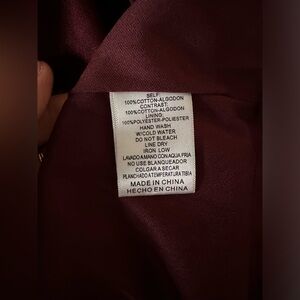 SELF:
100%COTTON-ALGODON
CONTRAST:
100%COTTON-ALGODON
LINING:
100%POLYESTER-POLIESTER
HAND WASH
W/COLD WATER
DO NOT BLEACH
LINE DRY
IRON LOW
LAVADO A MANO CON AQUA FRIA
NO USE BLANQUEADOR
COLGAR A SECAR
PLANCHADO A TEMPERATURA TIBIA
MADE IN CHINA
HECHO EN CHINA